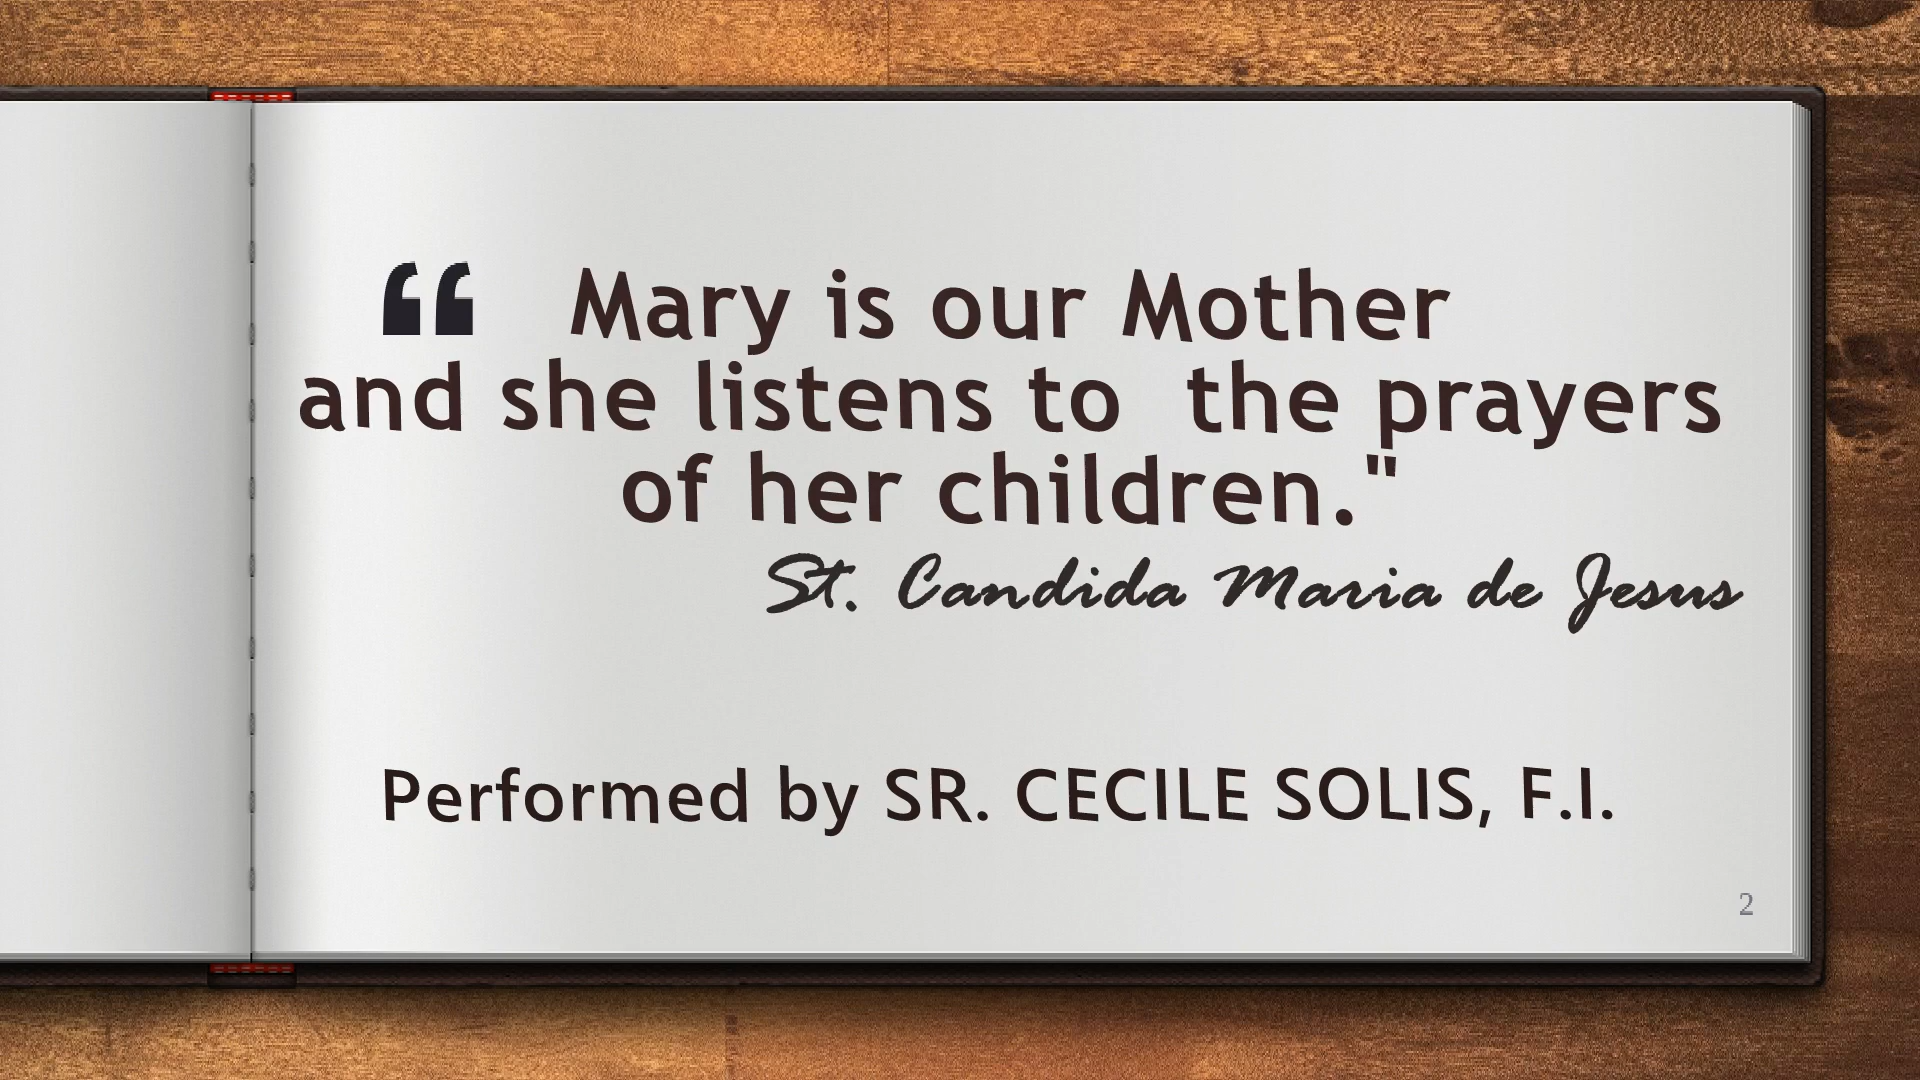 “ Mary is our Mother
and she listens to  the prayers
of her children."
St. Candida Maria de Jesus
Performed by SR. CECILE SOLIS, F.I.
2